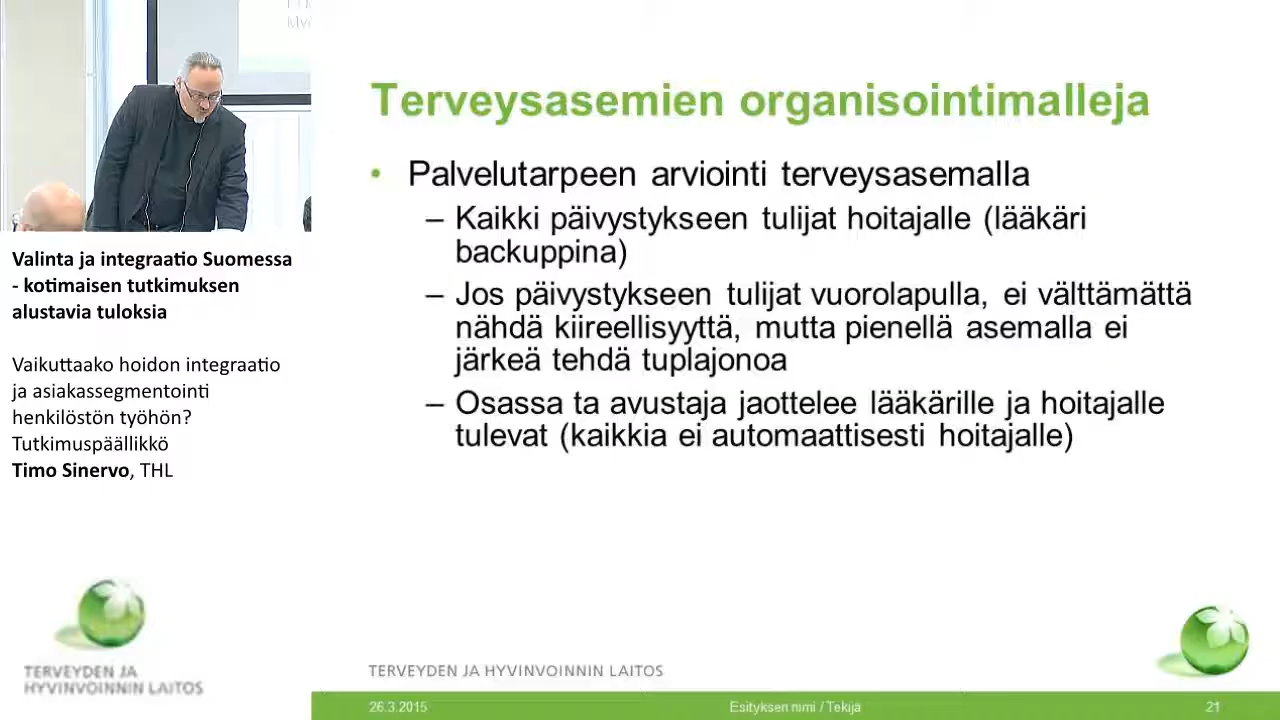 Terveysasemien organisointimalleja
• Palvelutarpeen arviointi terveysasemalla
– Kaikki päivystykseen tulijat hoitajalle (lääkäri
backuppina)
– Jos päivystykseen tulijat vuorolapulla, ei välttämättä
nähdä kiireellisyyttä, mutta pienellä asemalla ei
järkeä tehdä tuplajonoa
– Osassa ta avustaja jaottelee lääkärille ja hoitajalle
tulevat (kaikkia ei automaattisesti hoitajalle)
Valinta ja integraatio Suomessa
- kotimaisen tutkimuksen
alustavia tuloksia
Vaikuttaako hoidon integraatio
ja asiakassegmentointi
henkilöstön työhön?
Tutkimuspäällikkö
Timo Sinervo, THL
TERVEYDEN JA
HYVINVOINNIN LAITOS
TERVEYDEN JA HYVINVOINNIN LAITOS
26.3.2015
Esityksen nimi / Tekijä
21